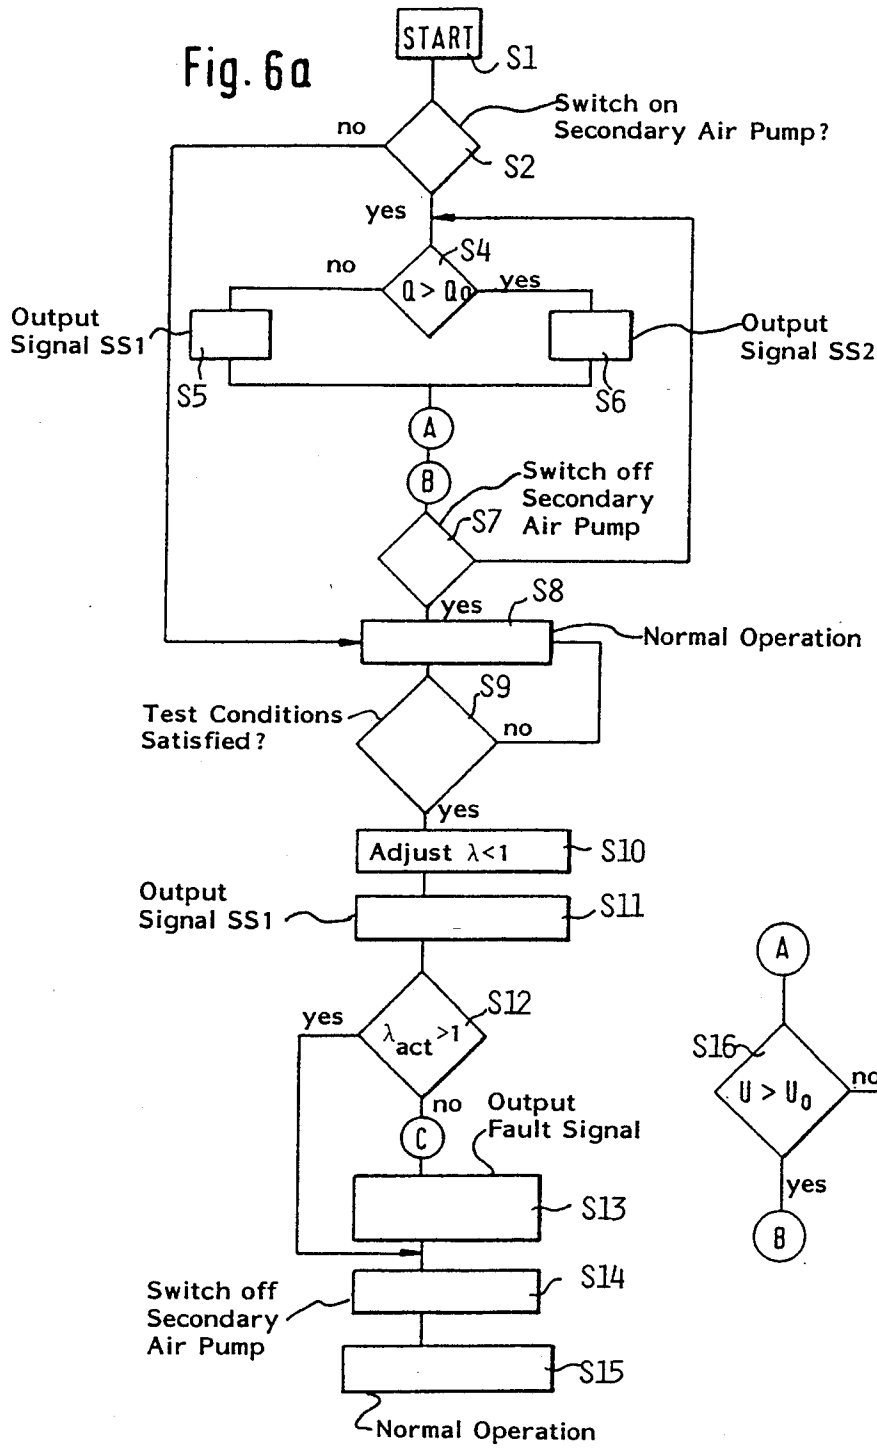 Fig. 6a
START
S1
Switch on
Secondary Air Pump?
no
S2
yes
S4
no
Q > Q0
yes
Output
Signal SS1
Output
Signal SS2
S5
S6
A
B
Switch off
Secondary
Air Pump
S7
yes
S8
Normal Operation
S9
Test Conditions
Satisfied?
no
yes
Adjust λ<1
S10
Output
Signal SS1
S11
S12
yes
λact >1
no
C
Output
Fault Signal
S13
S14
Switch off
Secondary
Air Pump
S15
Normal Operation
A
S16
U > U0
no
yes
B